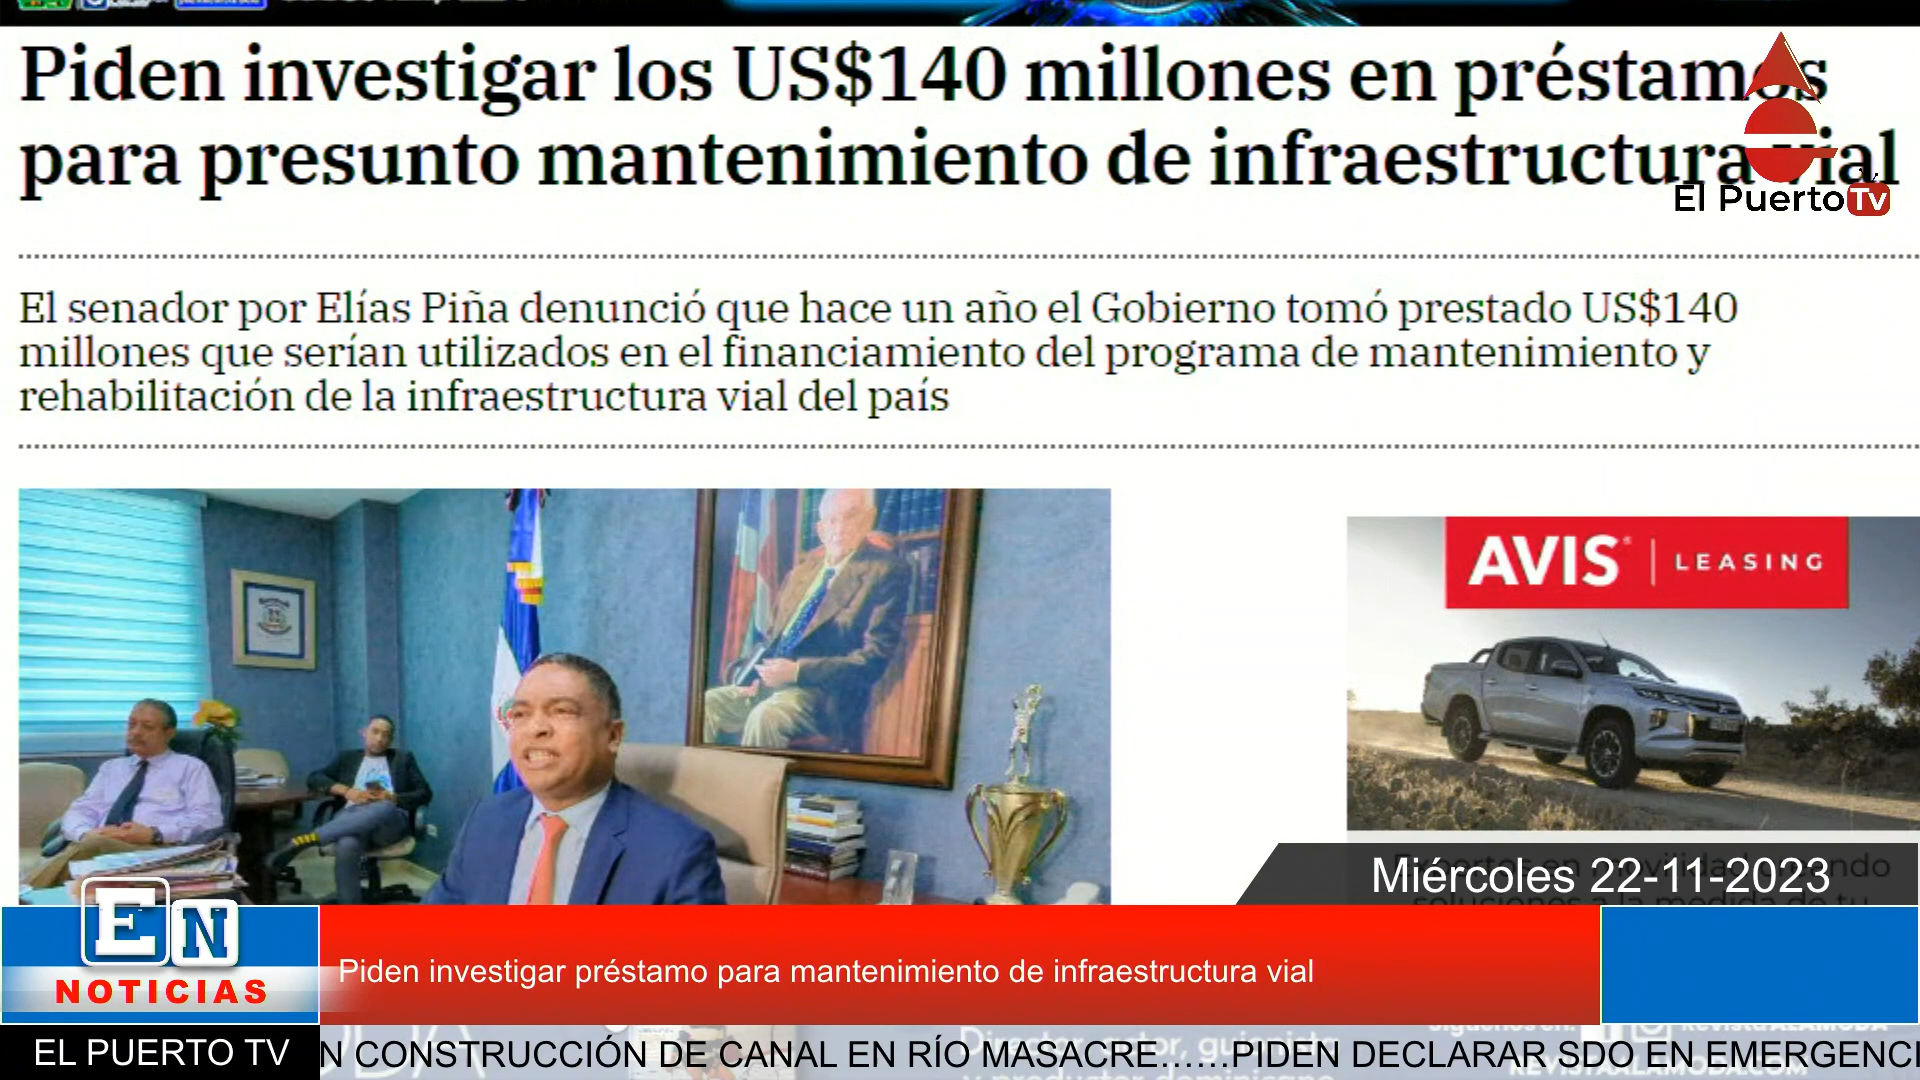 Piden investigar los US$140 millones en préstamos
para presunto mantenimiento de infraestructura vial
El Puerto Tv
El senador por Elías Piña denunció que hace un año el Gobierno tomó prestado US$140
millones que serían utilizados en el financiamiento del programa de mantenimiento y
rehabilitación de la infraestructura vial del país
AVIS LEASING
Miércoles 22-11-2023
EN
NOTICIAS
Piden investigar préstamo para mantenimiento de infraestructura vial
EL PUERTO TV
N CONSTRUCCIÓN DE CANAL EN RÍO MASACRE……PIDEN DECLARAR SDO EN EMERGENCI